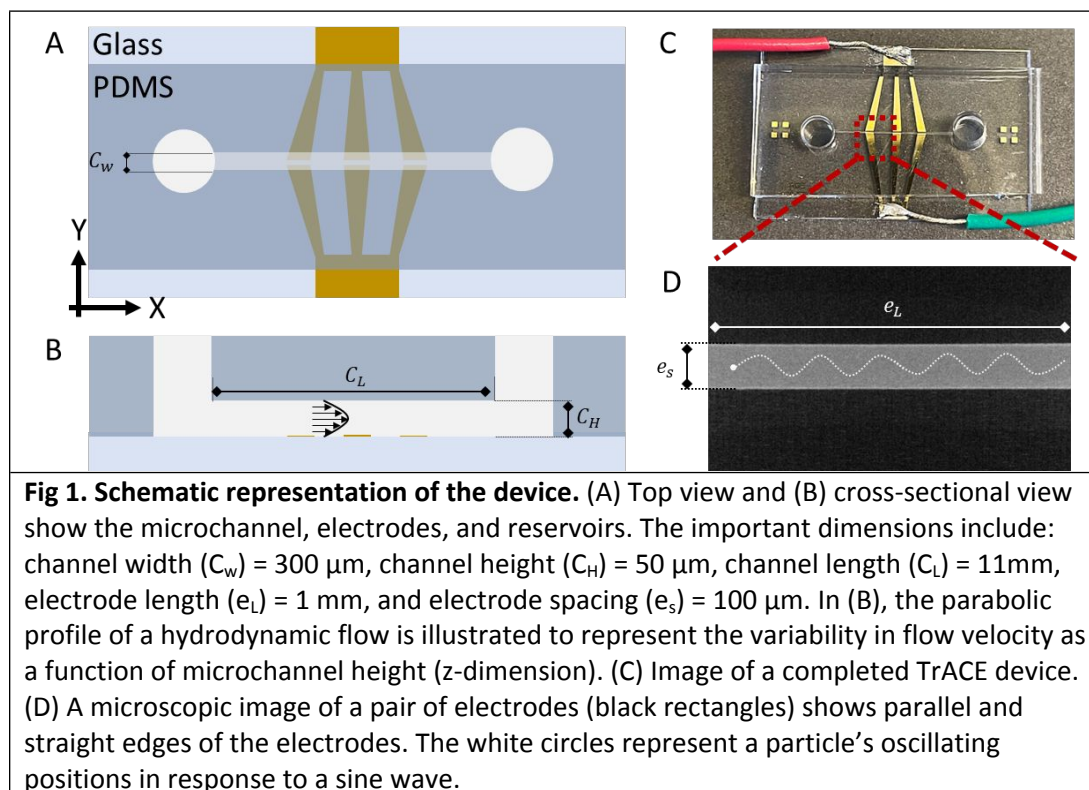 A
Glass
PDMS
C_w
Y
X
B
C_L
C_H
C
D
e_L
e_s
Fig 1. Schematic representation of the device. (A) Top view and (B) cross-sectional view
show the microchannel, electrodes, and reservoirs. The important dimensions include:
channel width (C_w) = 300 μm, channel height (C_H) = 50 μm, channel length (C_L) = 11mm,
electrode length (e_L) = 1 mm, and electrode spacing (e_s) = 100 μm. In (B), the parabolic
profile of a hydrodynamic flow is illustrated to represent the variability in flow velocity as
a function of microchannel height (z-dimension). (C) Image of a completed TrACE device.
(D) A microscopic image of a pair of electrodes (black rectangles) shows parallel and
straight edges of the electrodes. The white circles represent a particle’s oscillating
positions in response to a sine wave.